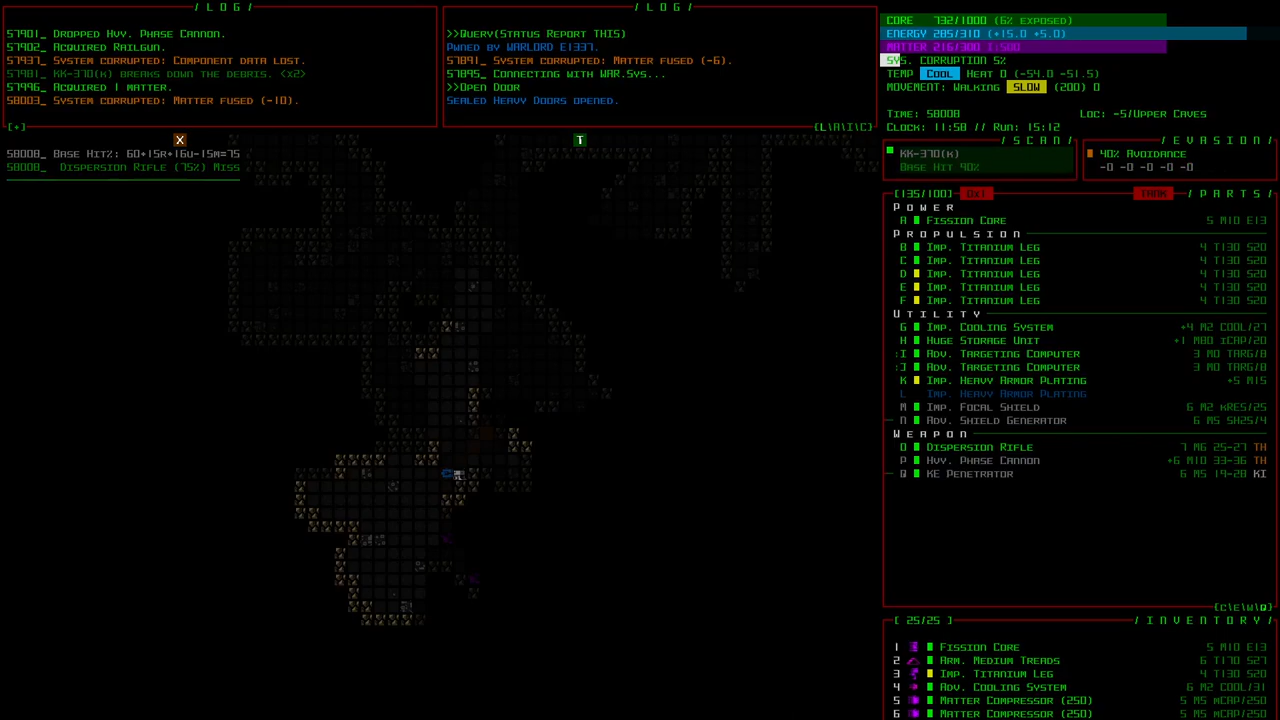 / L O G /
57901_ Dropped Hvy. Phase Cannon.
57902_ Acquired Railgun.
57937_ System corrupted: Component data lost.
57981_ KK-370(k) breaks down the debris. <x2>
57996_ Acquired 1 matter.
58003_ System corrupted: Matter fused (-10).
[+]
/ L O G /
>>Query(Status Report THIS)
Pwned by WARLORD E1337.
57891_ System corrupted: Matter fused (-6).
57895_ Connecting with WAR.Sys...
>>Open Door
Sealed Heavy Doors opened.
{L\A\I\C}
X
T
58008_ Base Hit%: 60+15r+16u-15m=75
58008_ Dispersion Rifle (75%) Miss
CORE 732/1000 (6% exposed)
ENERGY 285/310 (+15.0 +5.0)
MATTER 216/300 T:500
SYS. CORRUPTION 5%
TEMP Cool Heat 0 (-54.0 -51.5)
MOVEMENT: Walking SLOW (200) 0
Time: 58008 Loc: -5/Upper Caves
Clock: 11:58 // Run: 15:12
/ S C A N /
KK-370(k)
Base Hit 90%
/ E V A S I O N /
40% Avoidance
-0 -0 -0 -0 -0
[135/100] / P A R T S /
Power
A Fission Core 5 M10 E13
Propulsion
B Imp. Titanium Leg 4 T130 S20
C Imp. Titanium Leg 4 T130 S20
D Imp. Titanium Leg 4 T130 S20
E Imp. Titanium Leg 4 T130 S20
F Imp. Titanium Leg 4 T130 S20
Utility
G Imp. Cooling System +4 M2 COOL/27
H Huge Storage Unit +1 M80 iCAP/20
:I Adv. Targeting Computer 3 M0 TARG/8
:J Adv. Targeting Computer 3 M0 TARG/8
K Imp. Heavy Armor Plating +5 M15
L Imp. Heavy Armor Plating
M Imp. Focal Shield 6 M2 kRES/25
N Adv. Shield Generator 6 M5 SH25/4
Weapon
O Dispersion Rifle 7 M6 25-27 TH
P Hvy. Phase Cannon +6 M10 33-36 TH
Q KE Penetrator 6 M5 14-28 KI
{C\E\W\Q}
[ 25/25 ] / I N V E N T O R Y /
1 Fission Core 5 M10 E13
2 Arm. Medium Treads 6 T170 S27
3 Imp. Titanium Leg 4 T130 S20
4 Adv. Cooling System 6 M2 COOL/31
5 Matter Compressor (250) 5 M5 mCAP/250
6 Matter Compressor (250) 5 M5 mCAP/250